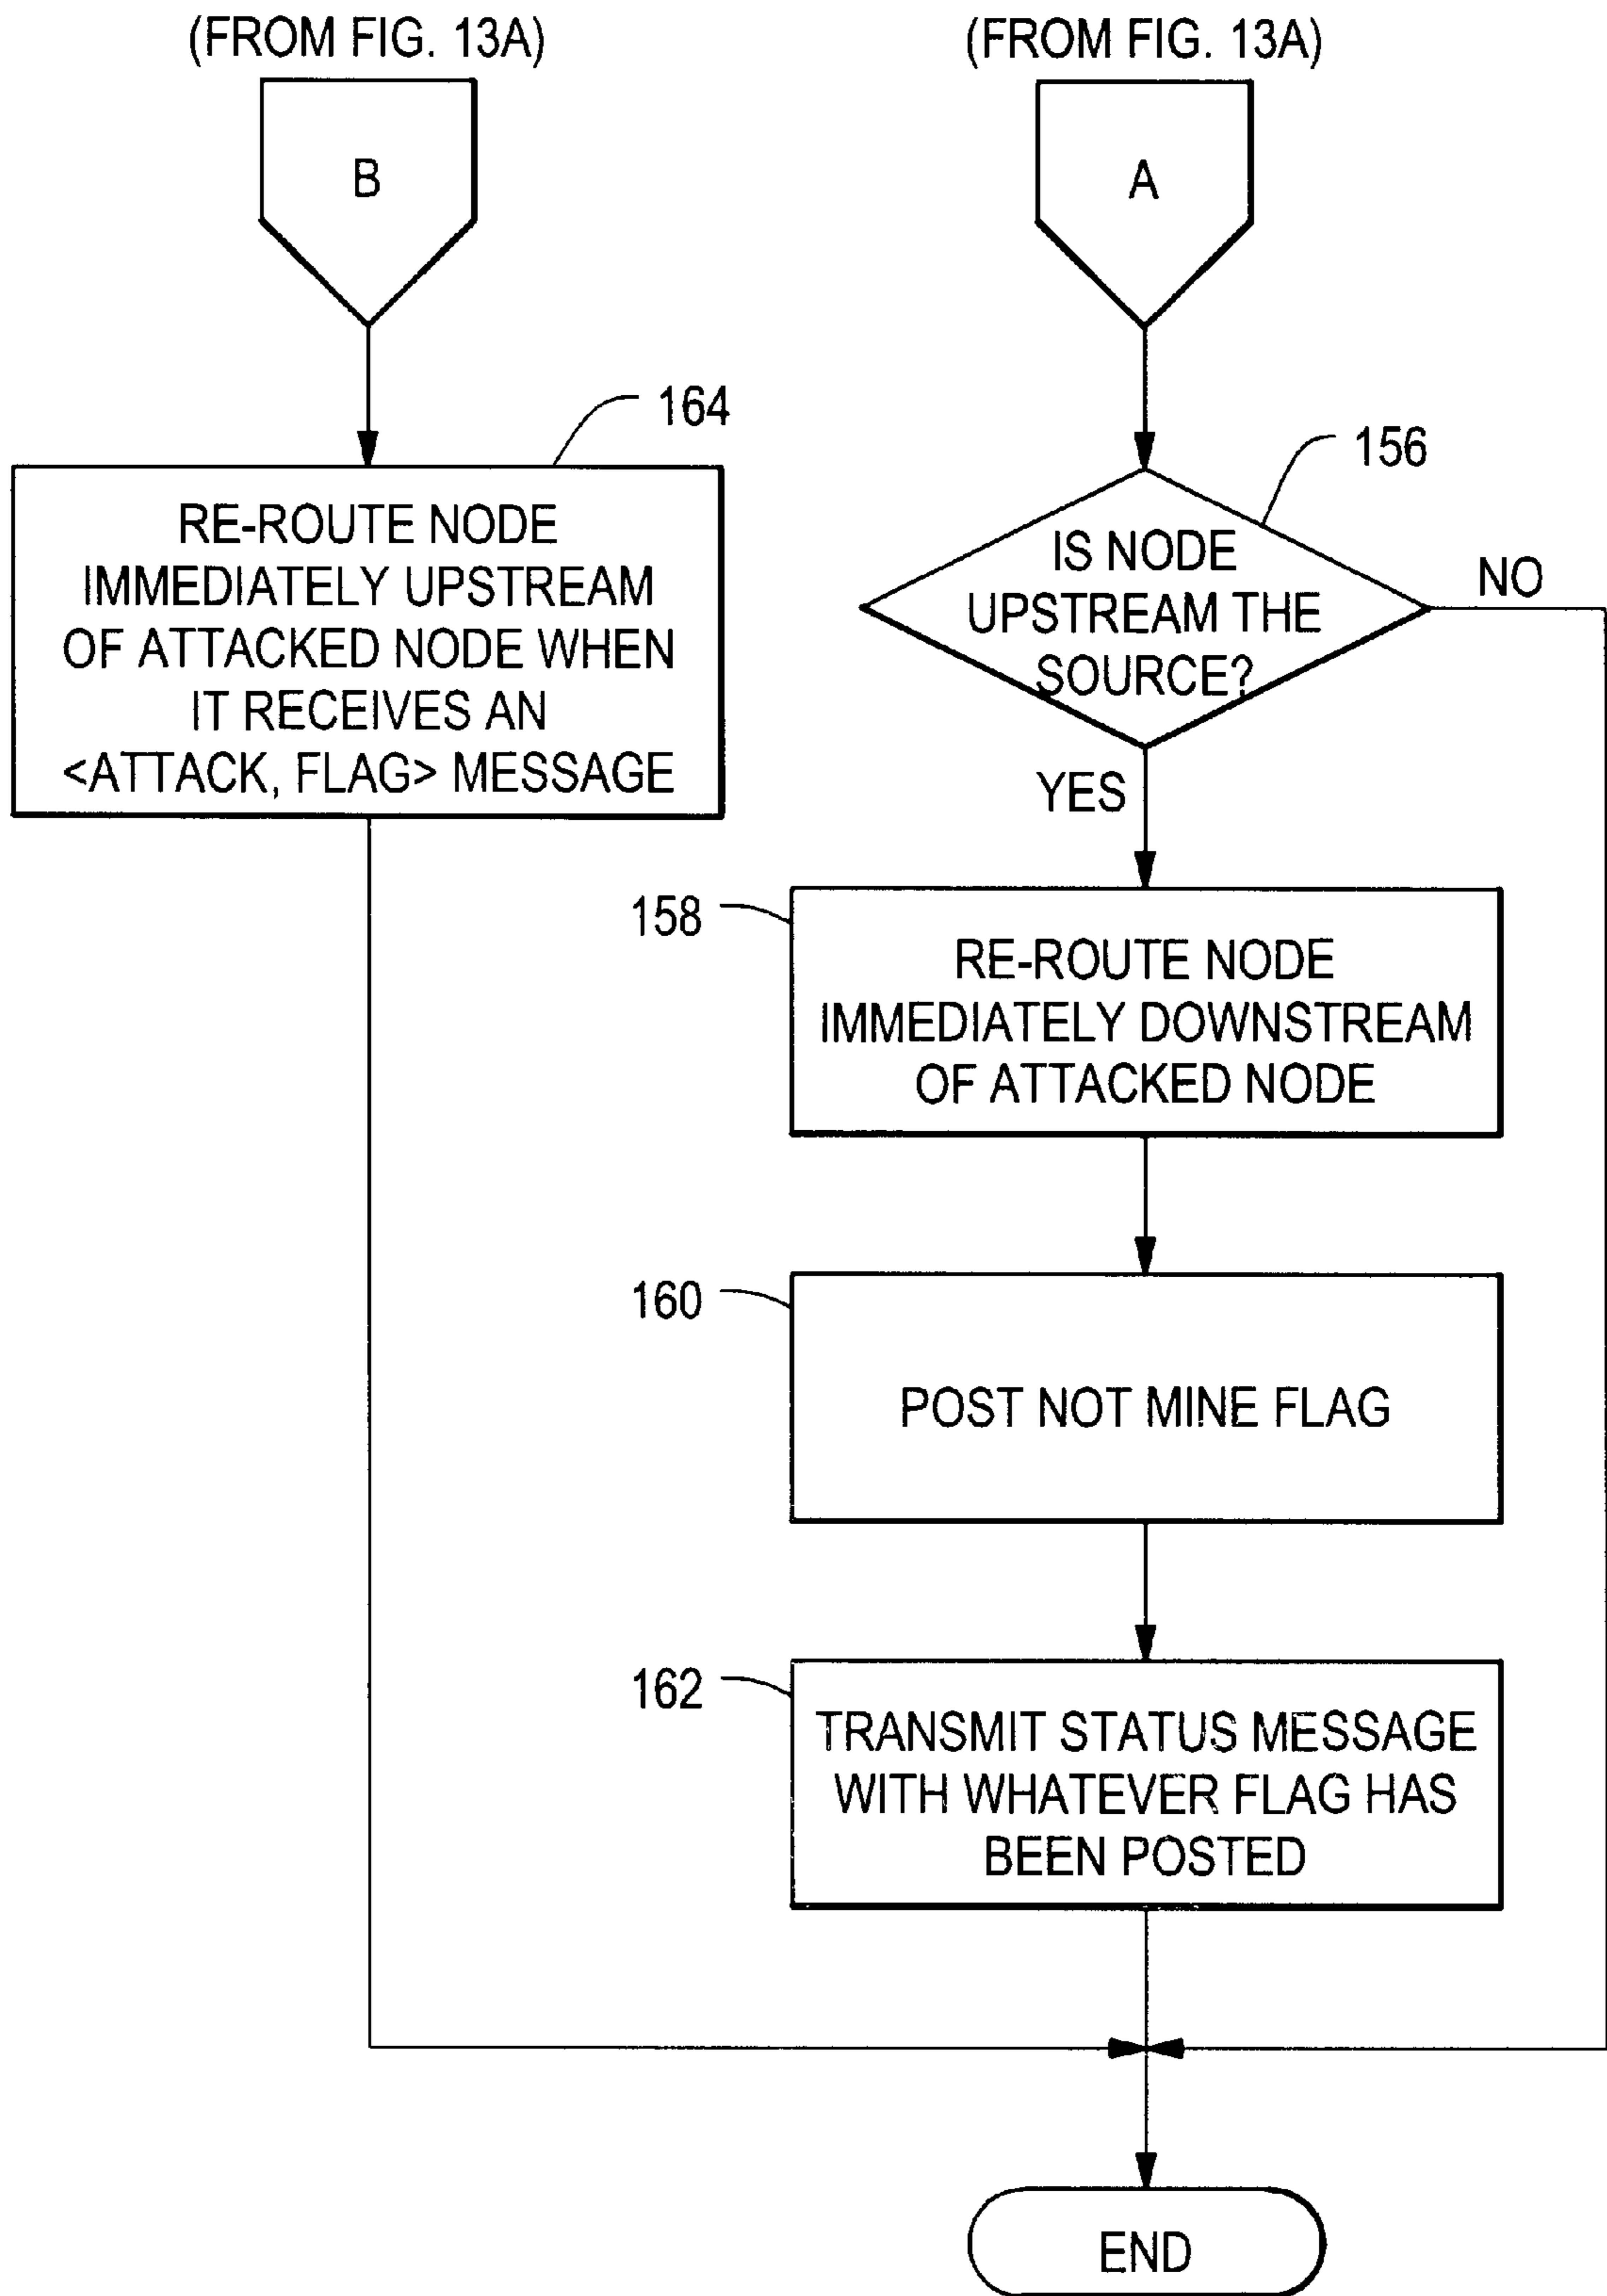 (FROM FIG. 13A)
B
164
RE-ROUTE NODE
IMMEDIATELY UPSTREAM
OF ATTACKED NODE WHEN
IT RECEIVES AN
<ATTACK, FLAG> MESSAGE
(FROM FIG. 13A)
A
156
IS NODE
UPSTREAM THE
SOURCE?
NO
YES
158
RE-ROUTE NODE
IMMEDIATELY DOWNSTREAM
OF ATTACKED NODE
160
POST NOT MINE FLAG
162
TRANSMIT STATUS MESSAGE
WITH WHATEVER FLAG HAS
BEEN POSTED
END